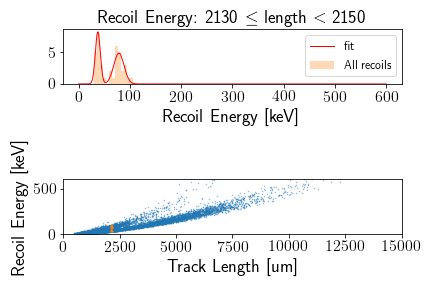 Recoil Energy: 2130 ≤ length < 2150
5
0
fit
All recoils
0 100 200 300 400 500 600
Recoil Energy [keV]
Recoil Energy [keV]
500
0
0 2500 5000 7500 10000 12500 15000
Track Length [um]